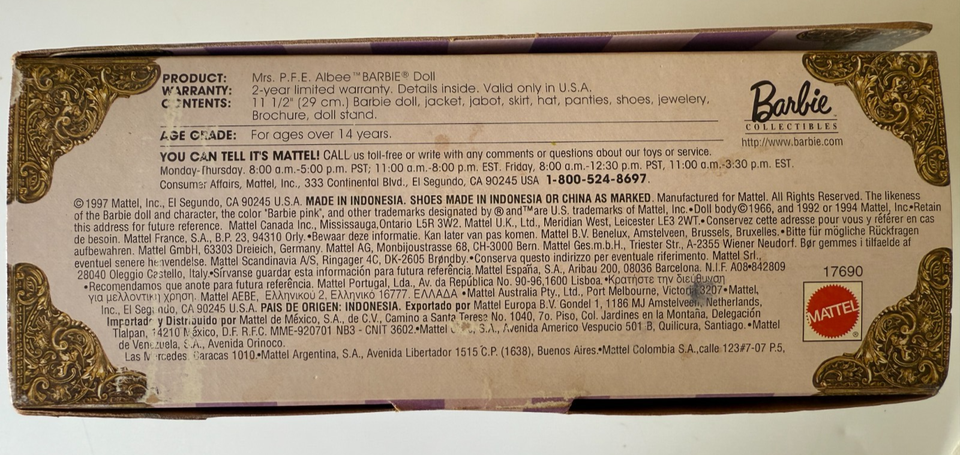 PRODUCT: Mrs. P.F.E. Albee™ BARBIE® Doll
WARRANTY: 2-year limited warranty. Details inside. Valid only in U.S.A.
CONTENTS: 11 1/2" (29 cm.) Barbie doll, jacket, jabot, skirt, hat, panties, shoes, jewelery,
Brochure, doll stand.
AGE GRADE: For ages over 14 years.
Barbie
COLLECTIBLES
http://www.barbie.com
YOU CAN TELL IT'S MATTEL! CALL us toll-free or write with any comments or questions about our toys or service.
Monday-Thursday. 8:00 a.m.-5:00 p.m. PST; 11:00 a.m.-8:00 p.m. EST. Friday, 8:00 a.m.-12:30 p.m. PST, 11:00 a.m.-3:30 p.m. EST.
Consumer Affairs, Mattel, Inc., 333 Continental Blvd., El Segundo, CA 90245 USA 1-800-524-8697.
©1997 Mattel, Inc., El Segundo, CA 90245 U.S.A. MADE IN INDONESIA. SHOES MADE IN INDONESIA OR CHINA AS MARKED. Manufactured for Mattel. All Rights Reserved. The likeness
of the Barbie doll and character, the color "Barbie pink", and other trademarks designated by ® and ™ are U.S. trademarks of Mattel, Inc.•Doll body©1966, and 1992 or 1994 Mattel, Inc.•Retain
this address for future reference. Mattel Canada Inc., Mississauga, Ontario L5R 3W2. Mattel U.K., Ltd., Meridian West, Leicester LE3 2WT.•Conservez cette adresse pour vous y référer en cas
de besoin. Mattel France, S.A., B.P. 23, 94310 Orly.•Bewaar deze informatie. Kan later van pas komen. Mattel B.V. Benelux, Amstelveen, Brussels, Bruxelles.•Bitte für mögliche Rückfragen
aufbewahren. Mattel GmbH, 63303 Dreieich, Germany. Mattel AG, Monbijoustrasse 68, CH-3000 Bern. Mattel Ges.m.b.H., Triester Str., A-2355 Wiener Neudorf. Bør gemmes i tilfælde af
eventuel senere henvendelse. Mattel Scandinavia A/S, Ringager 4C, DK-2605 Brøndby.•Conserva questo indirizzo per eventuale riferimento. Mattel Srl.,
28040 Oleggio Castello, Italy.•Sírvanse guardar esta información para futura referência. Mattel España, S.A., Aribau 200, 08036 Barcelona. N.I.F. A08•842809
•Recomendamos que anote para futura referência. Mattel Portugal, Lda., Av. da República No. 90-96, 1600 Lisboa.•Κρατήστε την διεύθυνση
για μελλοντική χρηση. Mattel AEBE, Ελληνικού 2, Ελληνικό 16777. ΕΛΛΑΔΑ •Mattel Australia Pty., Ltd., Port Melbourne, Victoria 3207•Mattel,
Inc., El Segundo, CA 90245 U.S.A. PAIS DE ORIGEN: INDONESIA. Exportado por Mattel Europa B.V. Gondel 1, 1186 MJ Amstelveen, Netherlands,
Importado y Distribuido por Mattel de México, S.A., de C.V., Camino a Santa Teresa No. 1040, 7o. Piso, Col. Jardines en la Montaña, Delegación
Tlalpan, 14210 México, D.F. R.F.C. MME-920701 NB3 - CNIT 3602.•Mattel S.A., Avenida Americo Vespucio 501 B, Quilicura, Santiago.•Mattel
de Venezuela, S.A., Avenida Orinoco.
Las Mercedes, Caracas 1010.•Mattel Argentina, S.A., Avenida Libertador 1515 C.P. (1638), Buenos Aires.•Mattel Colombia S.A., calle 123#7-07 P.5,
17690
MATTEL
®